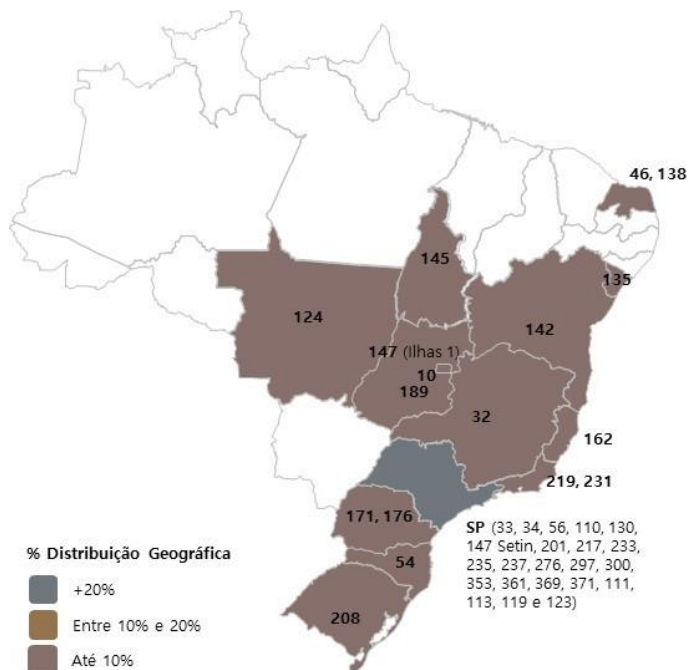 46, 138
145
135
124
142
147 (Ilhas 1)
10
189
32
162
219, 231
171, 176
SP (33, 34, 56, 110, 130,
147 Setin, 201, 217, 233,
235, 237, 276, 297, 300,
353, 361, 369, 371, 111,
113, 119 e 123)
54
208
% Distribuição Geográfica
+20%
Entre 10% e 20%
Até 10%